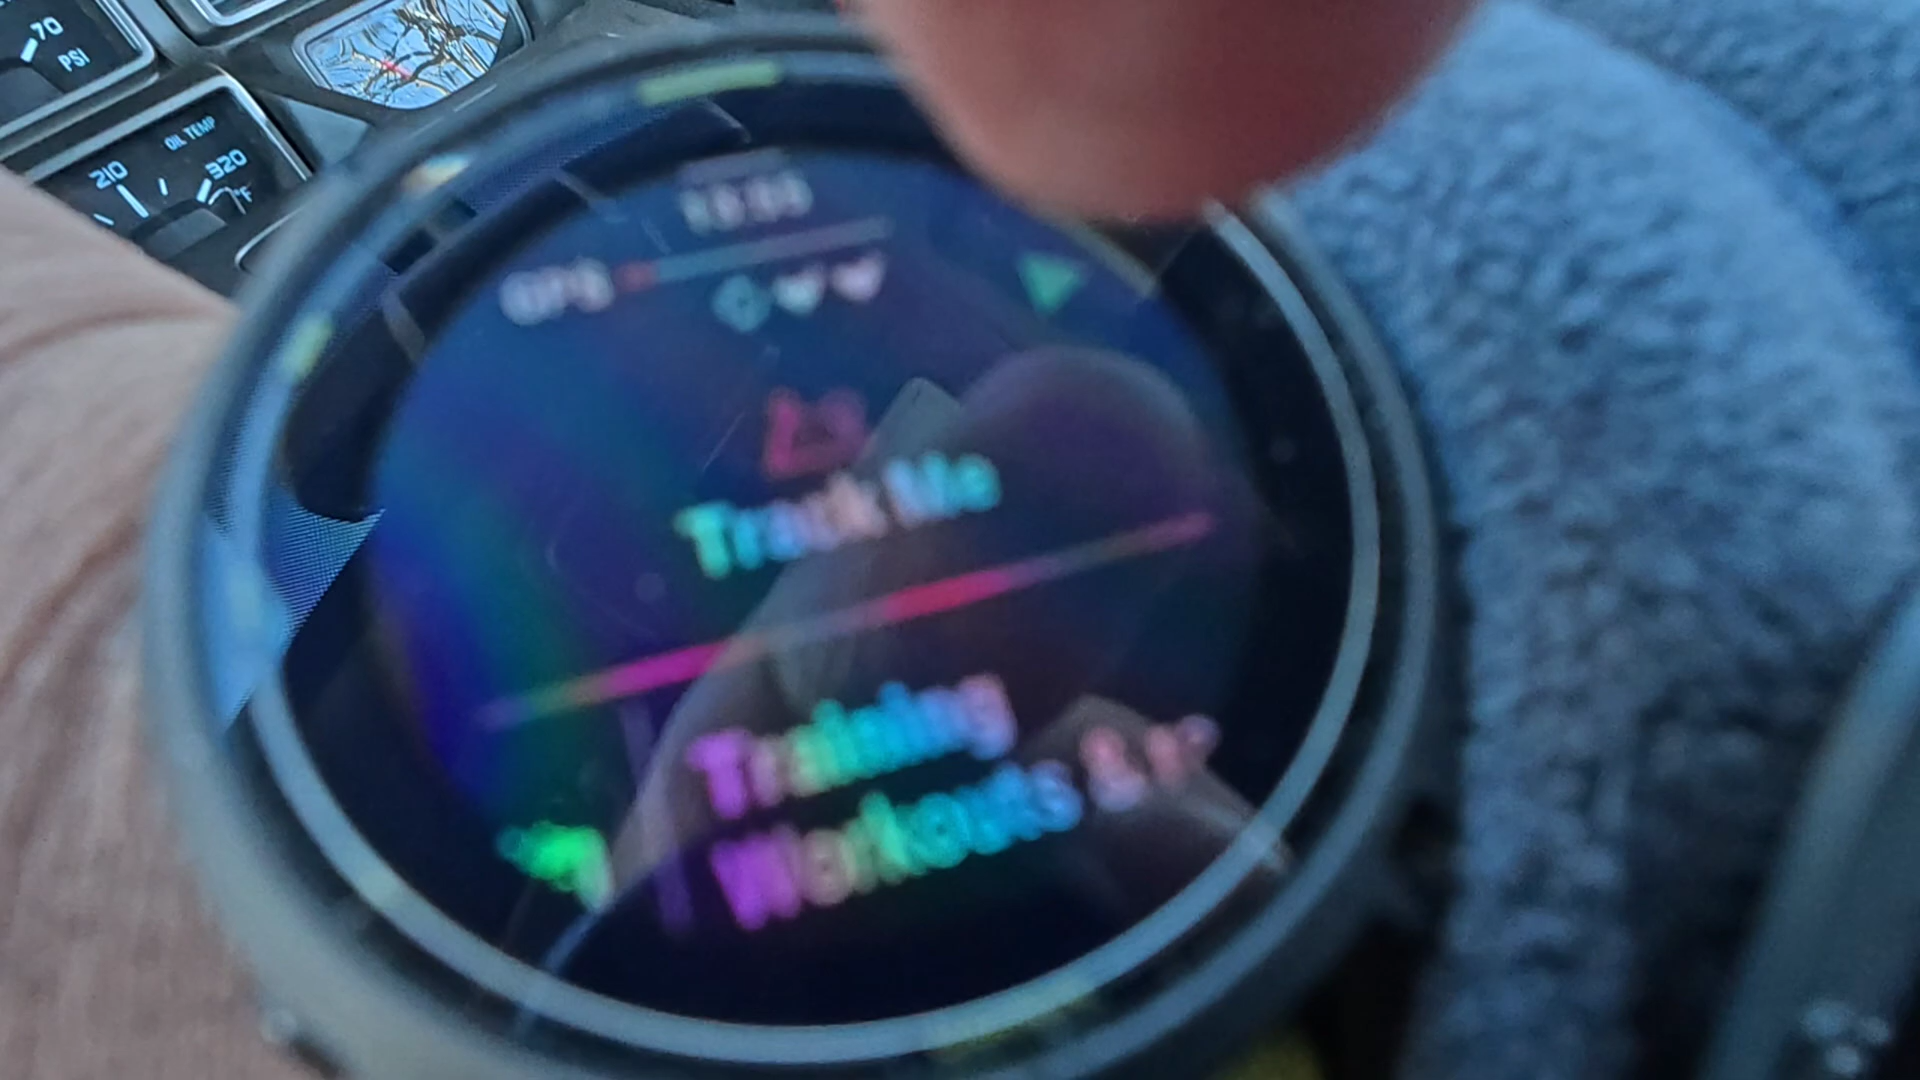 70
PSI
OIL TEMP
210
320
°F
GPS
Track Me
Training
Workouts